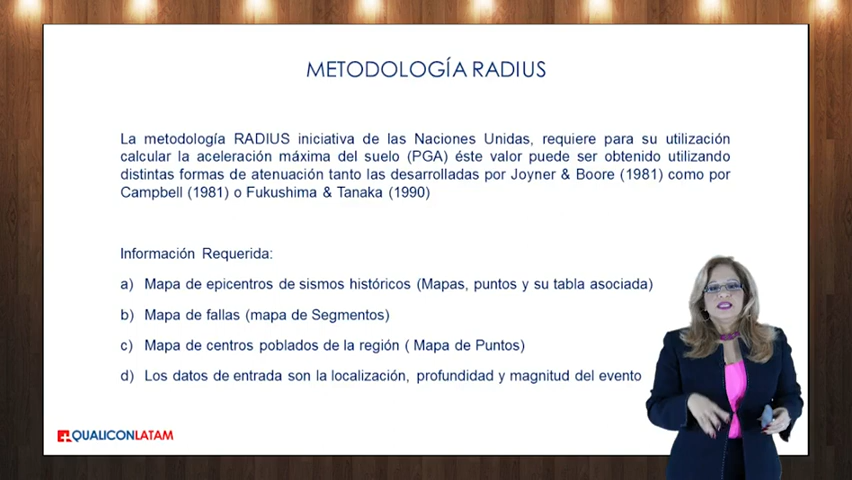 METODOLOGÍA RADIUS
La metodología RADIUS iniciativa de las Naciones Unidas, requiere para su utilización
calcular la aceleración máxima del suelo (PGA) éste valor puede ser obtenido utilizando
distintas formas de atenuación tanto las desarrolladas por Joyner & Boore (1981) como por
Campbell (1981) o Fukushima & Tanaka (1990)
Información Requerida:
a) Mapa de epicentros de sismos históricos (Mapas, puntos y su tabla asociada)
b) Mapa de fallas (mapa de Segmentos)
c) Mapa de centros poblados de la región ( Mapa de Puntos)
d) Los datos de entrada son la localización, profundidad y magnitud del evento
QUALICONLATAM